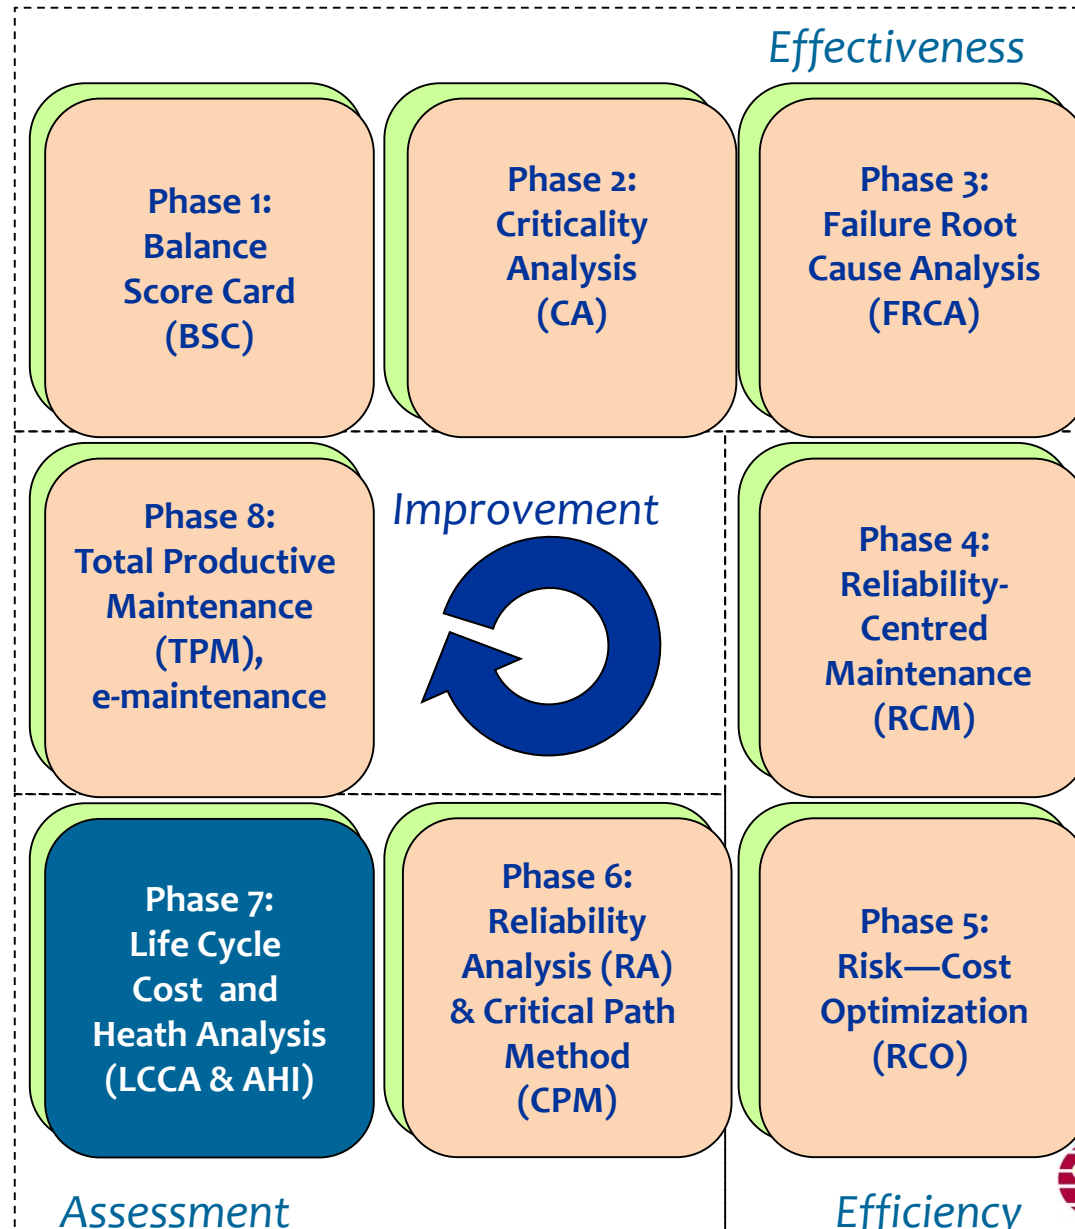 Effectiveness
Phase 1:
Balance
Score Card
(BSC)
Phase 2:
Criticality
Analysis
(CA)
Phase 3:
Failure Root
Cause Analysis
(FRCA)
Phase 8:
Total Productive
Maintenance
(TPM),
e-maintenance
Improvement
Phase 4:
Reliability-
Centred
Maintenance
(RCM)
Phase 7:
Life Cycle
Cost and
Heath Analysis
(LCCA & AHI)
Phase 6:
Reliability
Analysis (RA)
& Critical Path
Method
(CPM)
Phase 5:
Risk—Cost
Optimization
(RCO)
Assessment
Efficiency